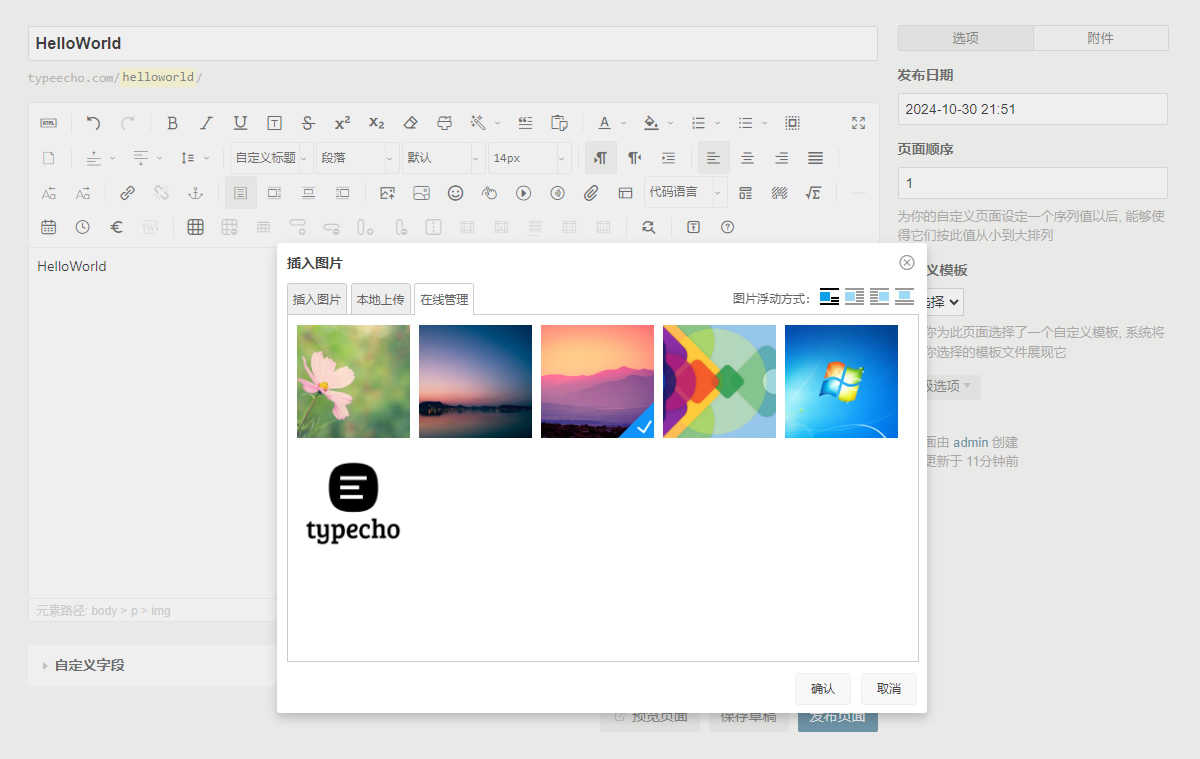 HelloWorld
选项 附件
typeecho.com/helloworld/
发布日期
2024-10-30 21:51
HTML
B I U T S x² x₂ A
自定义标题 段落 默认 14px
页面顺序
1
代码语言
为你的自定义页面设定一个序列值以后, 能够使
得它们按此值从小到大排列
HelloWorld
插入图片
义模板
插入图片 本地上传 在线管理 图片浮动方式:
择
你为此页面选择了一个自定义模板, 系统将
你选择的模板文件展现它
级选项
面由 admin 创建
更新于 11分钟前
typecho
元素路径: body > p > img
自定义字段
确认 取消
预览页面 保存草稿 发布页面